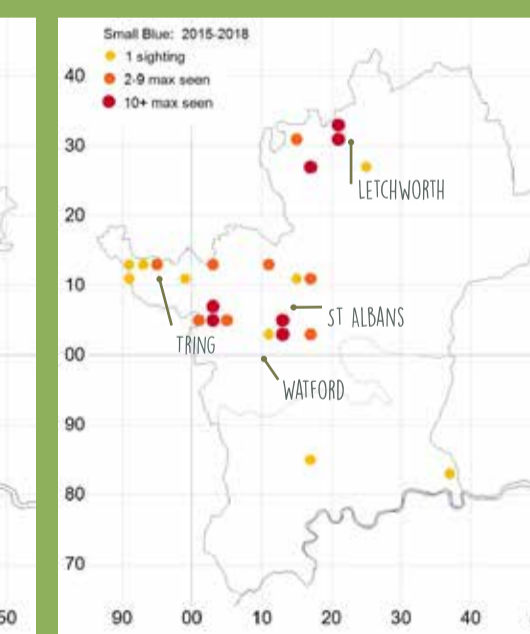 Small Blue: 2015-2018
1 sighting
2-9 max seen
10+ max seen
40
30
LETCHWORTH
20
10
ST ALBANS
TRING
00
WATFORD
90
80
70
50 90 00 10 20 30 40